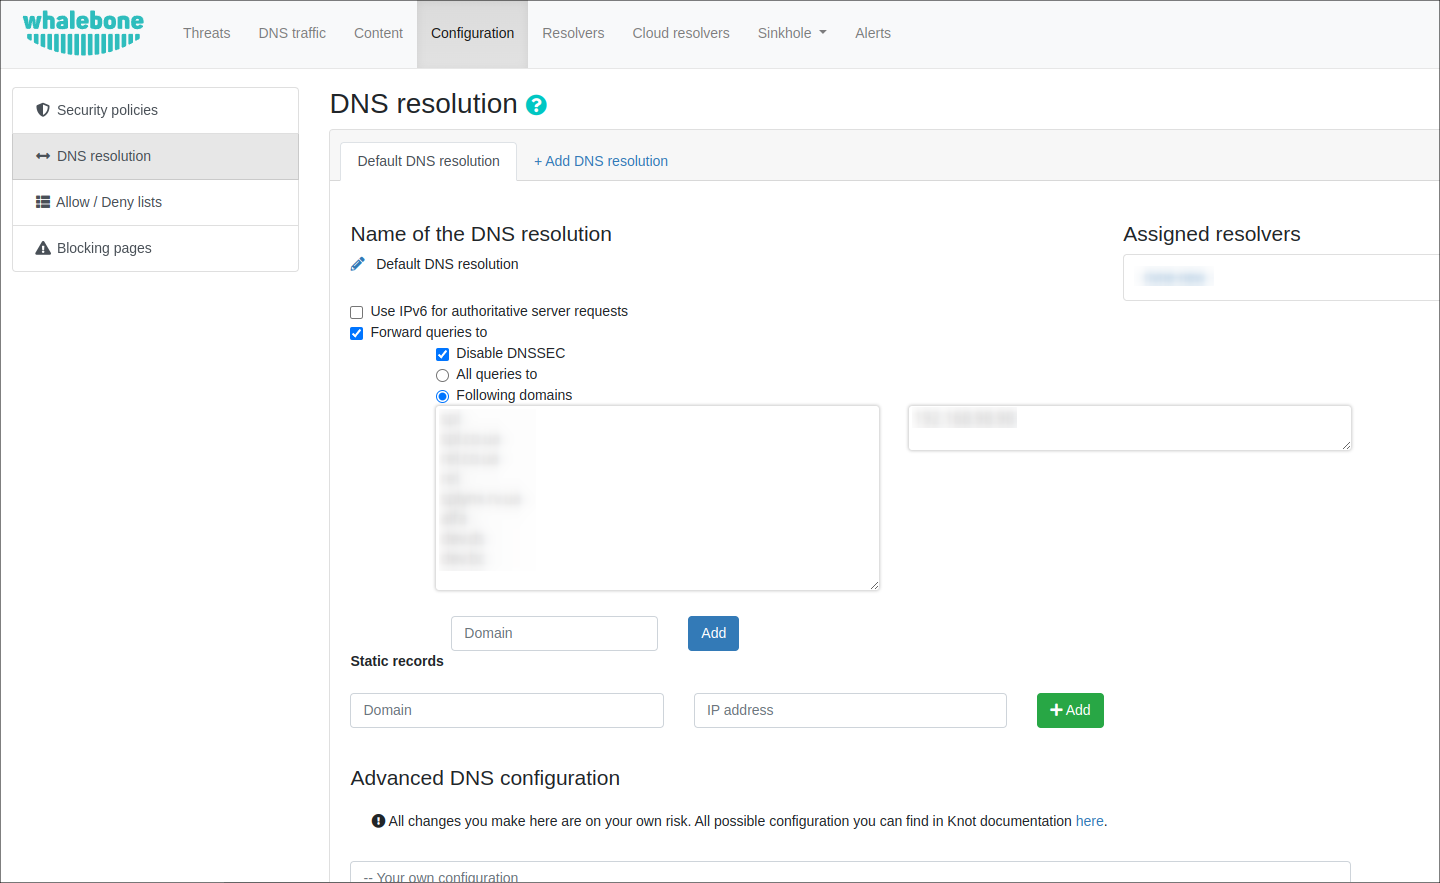 whalebone
Threats DNS traffic Content Configuration Resolvers Cloud resolvers Sinkhole Alerts
Security policies
DNS resolution
Allow / Deny lists
Blocking pages
DNS resolution ?
Default DNS resolution + Add DNS resolution
Name of the DNS resolution
Default DNS resolution
Assigned resolvers
Use IPv6 for authoritative server requests
Forward queries to
Disable DNSSEC
All queries to
Following domains
Domain Add
Static records
Domain IP address + Add
Advanced DNS configuration
All changes you make here are on your own risk. All possible configuration you can find in Knot documentation here.
-- Your own configuration